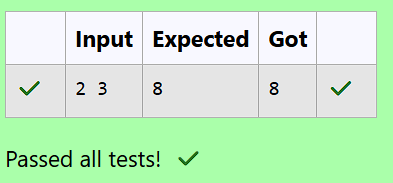 Input Expected Got
2 3 8 8
Passed all tests!